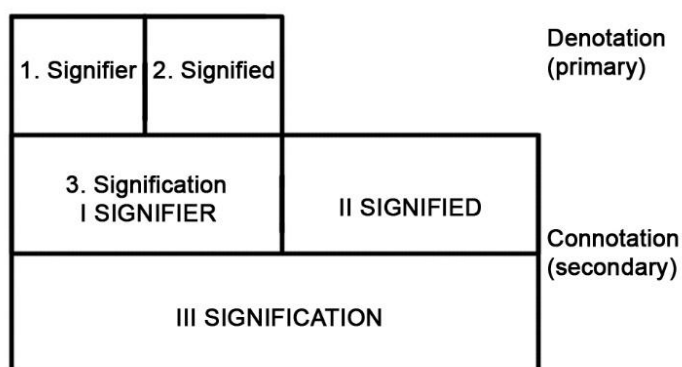 1. Signifier
2. Signified
Denotation
(primary)
3. Signification
I SIGNIFIER
II SIGNIFIED
Connotation
(secondary)
III SIGNIFICATION